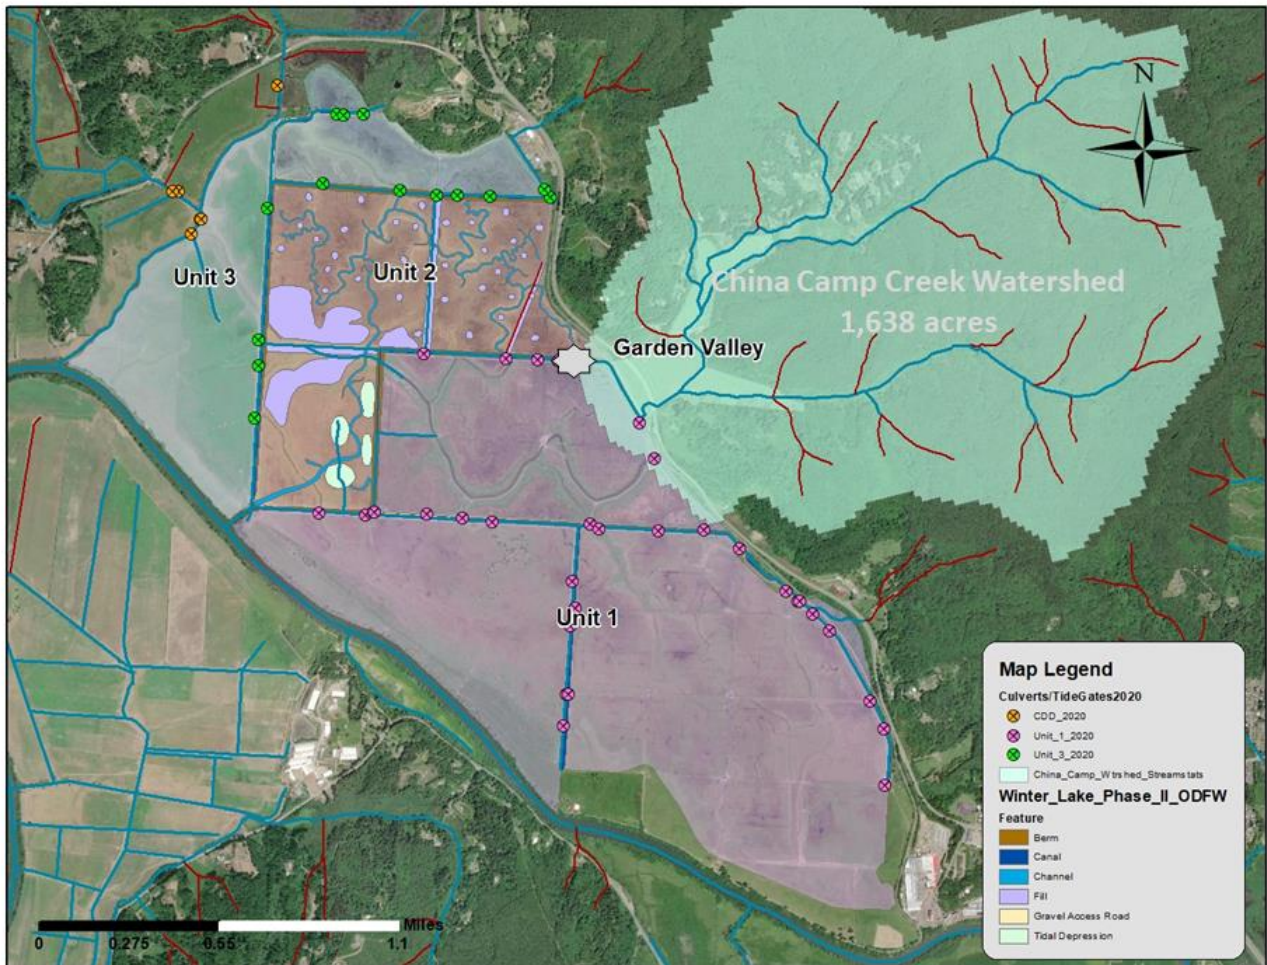 N
China Camp Creek Watershed
1,638 acres
Unit 3
Unit 2
Garden Valley
Unit 1
Map Legend
Culverts/TideGates2020
CDD_2020
Unit_1_2020
Unit_3_2020
China_Camp_Wtrshed_Streamstats
Winter_Lake_Phase_II_ODFW
Feature
Berm
Canal
Channel
Fill
Gravel Access Road
Tidal Depression
Miles
0 0.275 0.55 1.1